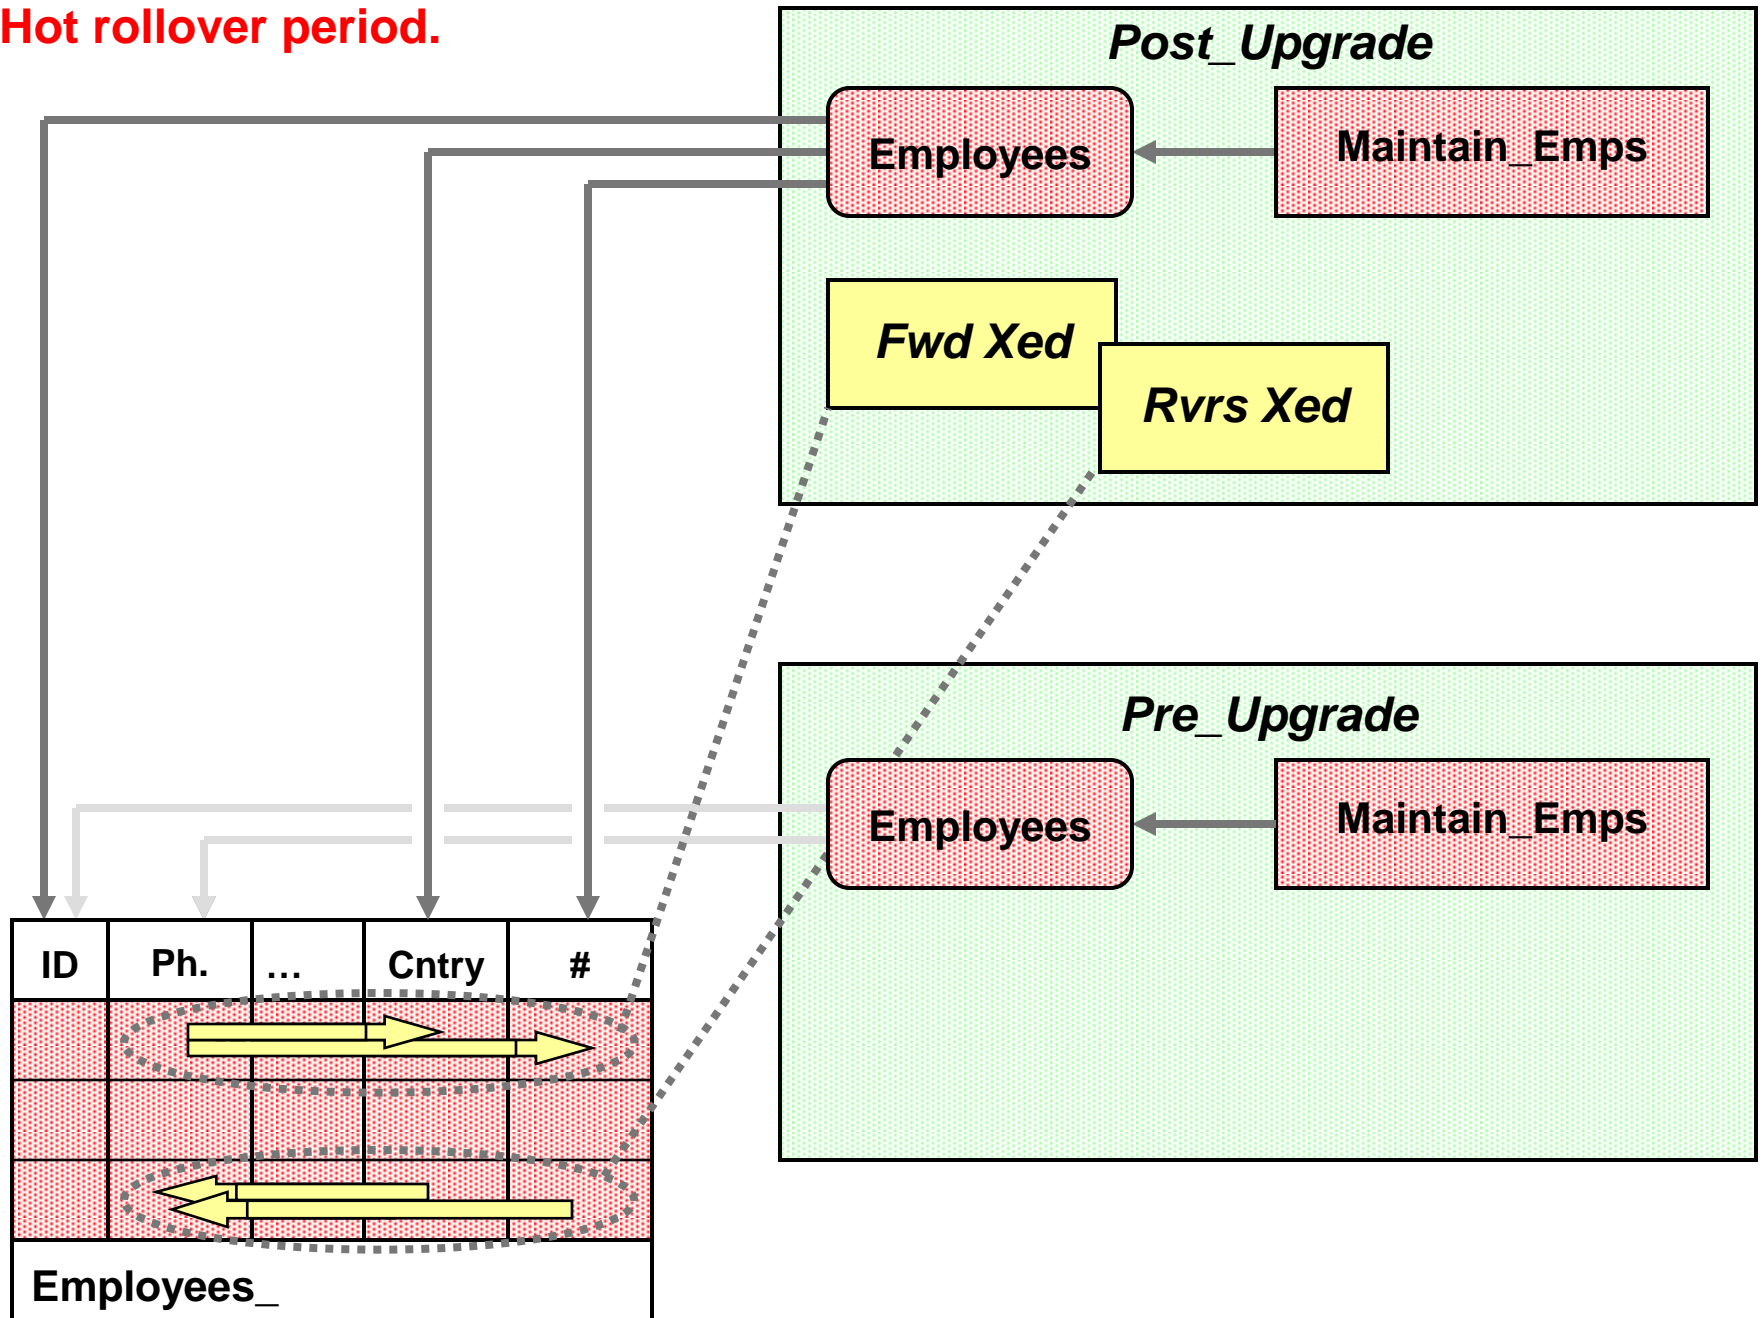 Hot rollover period.
Post_Upgrade
Employees
Maintain_Emps
Fwd Xed
Rvrs Xed
Pre_Upgrade
Employees
Maintain_Emps
ID Ph. … Cntry #
Employees_